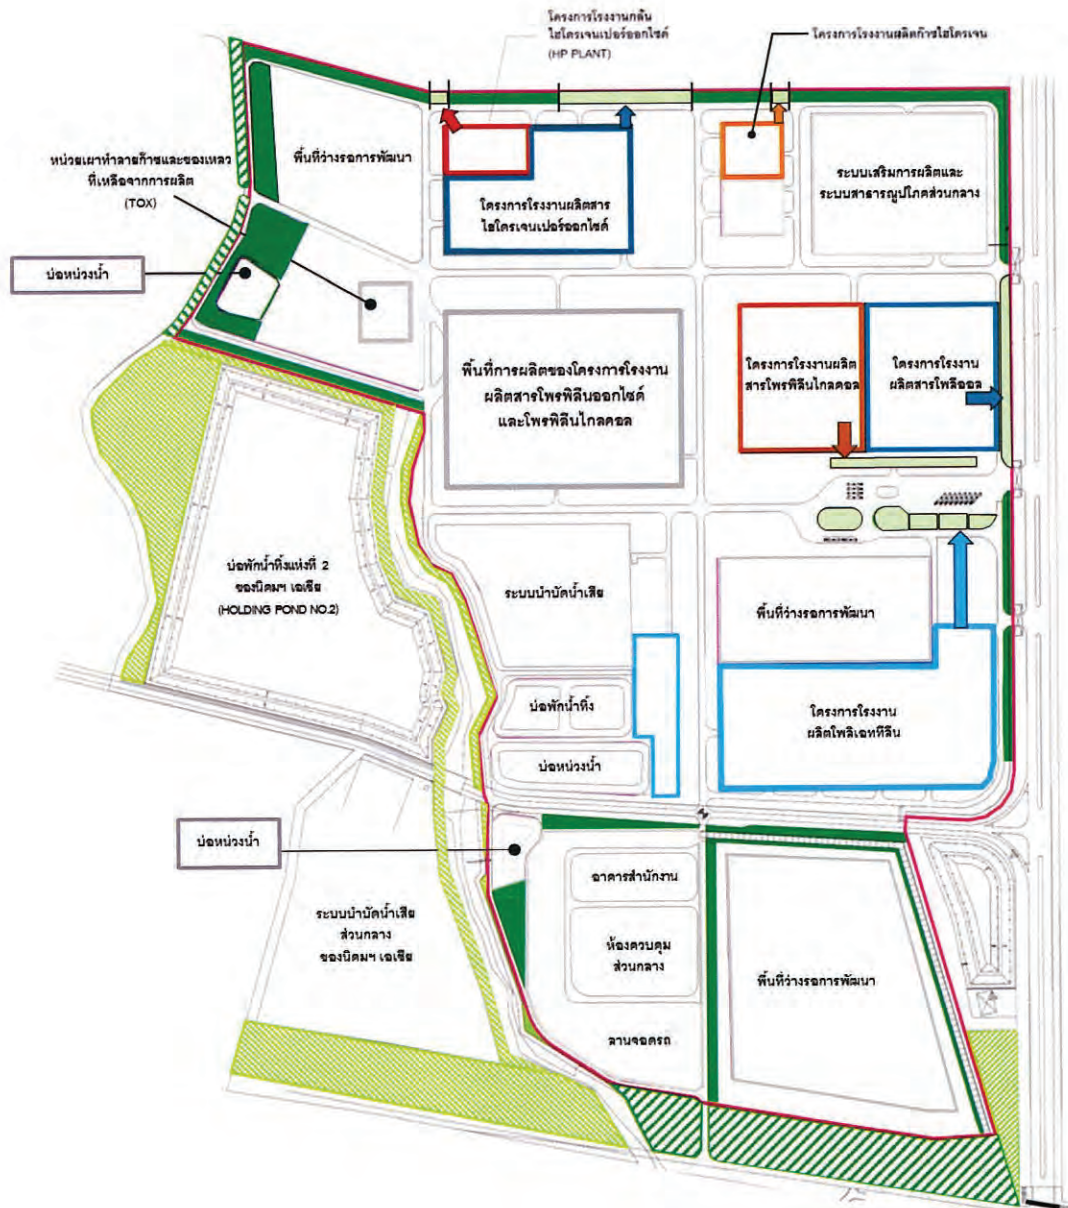 โครงการโรงงานกลั่น
ไฮโดรเจนเปอร์ออกไซด์
(HP PLANT)
โครงการโรงงานผลิตก๊าซไฮโดรเจน
หน่วยเผาทำลายก๊าซและของเหลว
ที่เหลือจากการผลิต
(TOX)
พื้นที่ว่างรอการพัฒนา
ระบบเสริมการผลิตและ
ระบบสาธารณูปโภคส่วนกลาง
โครงการโรงงานผลิตสาร
ไฮโดรเจนเปอร์ออกไซด์
บ่อหน่วงน้ำ
พื้นที่การผลิตของโครงการโรงงาน
ผลิตสารโพรพิลีนออกไซด์
และโพรพิลีนไกลคอล
โครงการโรงงานผลิต
สารโพรพิลีนไกลคอล
โครงการโรงงาน
ผลิตสารโพลีออล
บ่อพักน้ำทิ้งแห่งที่ 2
ของนิคมฯ เอเชีย
(HOLDING POND NO.2)
ระบบบำบัดน้ำเสีย
พื้นที่ว่างรอการพัฒนา
บ่อพักน้ำทิ้ง
โครงการโรงงาน
ผลิตโพลิเอททีลีน
บ่อหน่วงน้ำ
บ่อหน่วงน้ำ
อาคารสำนักงาน
ระบบบำบัดน้ำเสีย
ส่วนกลาง
ของนิคมฯ เอเชีย
ห้องควบคุม
ส่วนกลาง
พื้นที่ว่างรอการพัฒนา
ลานจอดรถ